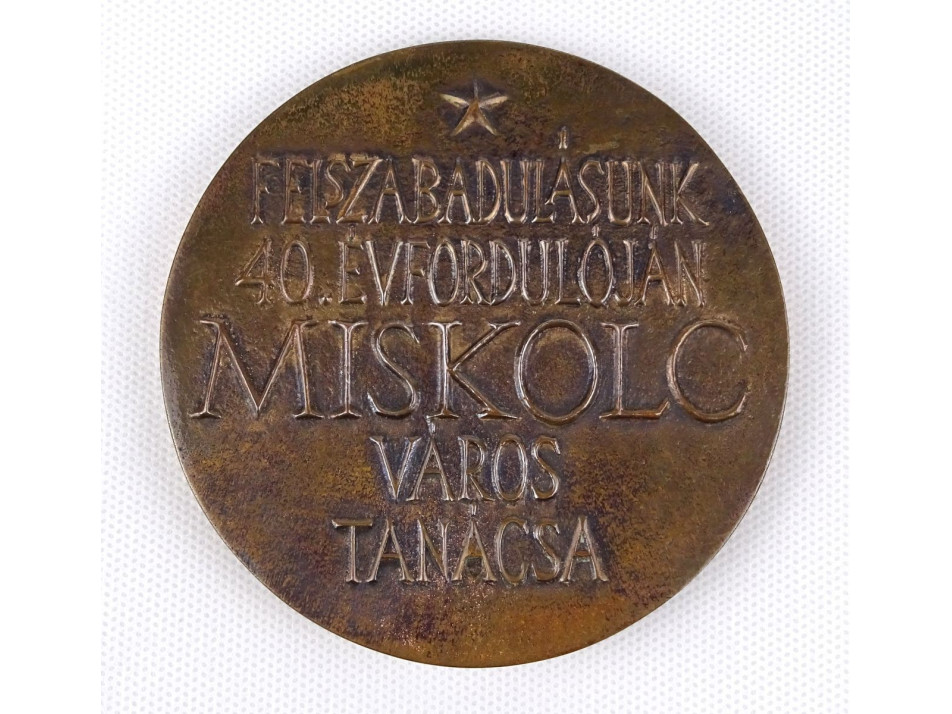 FELSZABADULÁSUNK
40. ÉVFORDULÓJÁN
MISKOLC
VÁROS
TANÁCSA